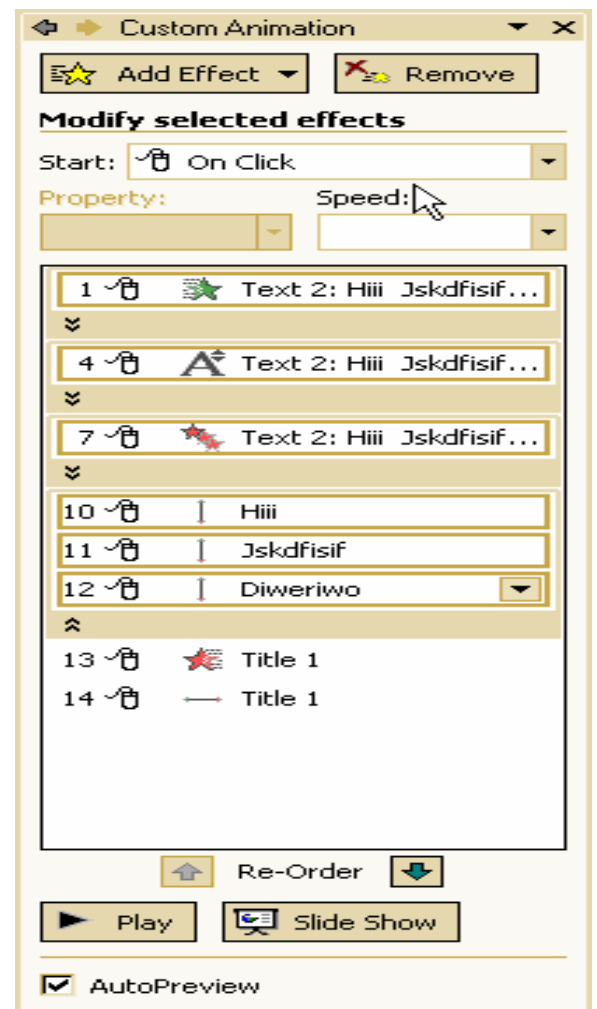 Custom Animation
Add Effect Remove
Modify selected effects
Start: On Click
Property: Speed:
1 Text 2: Hiii Jskdfisif...
4 Text 2: Hiii Jskdfisif...
7 Text 2: Hiii Jskdfisif...
10 Hiii
11 Jskdfisif
12 Diweriwo
13 Title 1
14 Title 1
Re-Order
Play Slide Show
AutoPreview